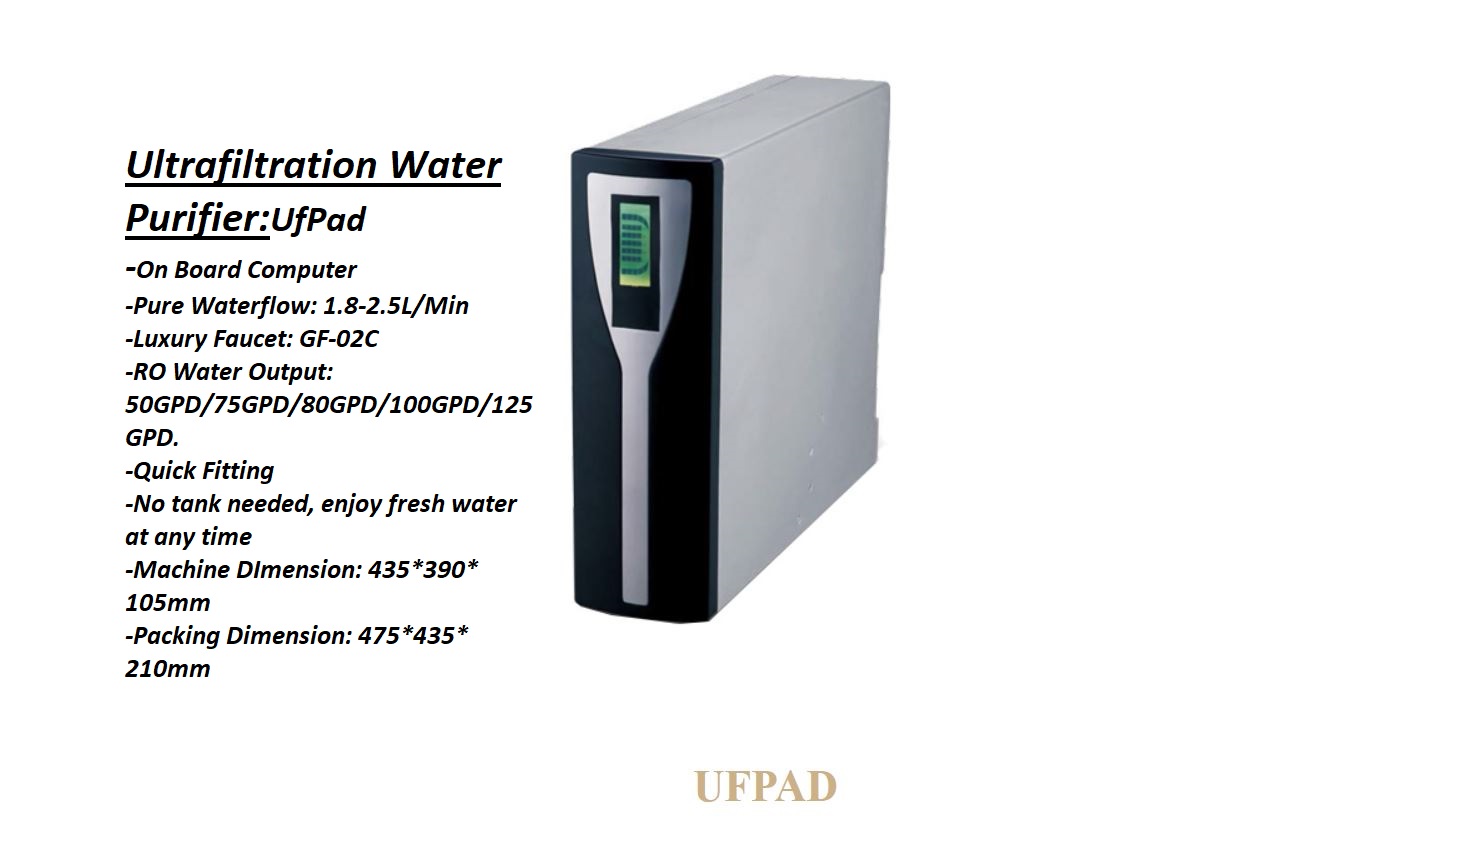 Ultrafiltration Water
Purifier:UfPad
-On Board Computer
-Pure Waterflow: 1.8-2.5L/Min
-Luxury Faucet: GF-02C
-RO Water Output:
50GPD/75GPD/80GPD/100GPD/125
GPD.
-Quick Fitting
-No tank needed, enjoy fresh water
at any time
-Machine DImension: 435*390*
105mm
-Packing Dimension: 475*435*
210mm
UFPAD